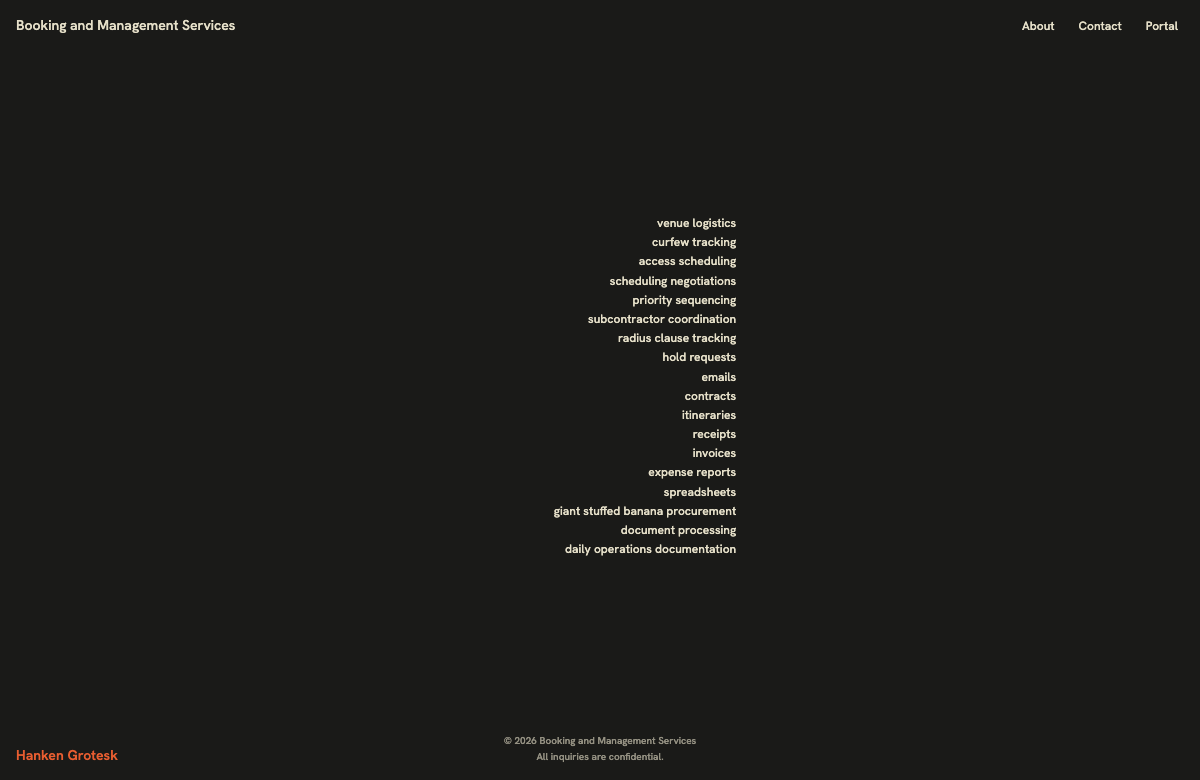 Booking and Management Services
About Contact Portal
venue logistics
curfew tracking
access scheduling
scheduling negotiations
priority sequencing
subcontractor coordination
radius clause tracking
hold requests
emails
contracts
itineraries
receipts
invoices
expense reports
spreadsheets
giant stuffed banana procurement
document processing
daily operations documentation
© 2026 Booking and Management Services
All inquiries are confidential.
Hanken Grotesk